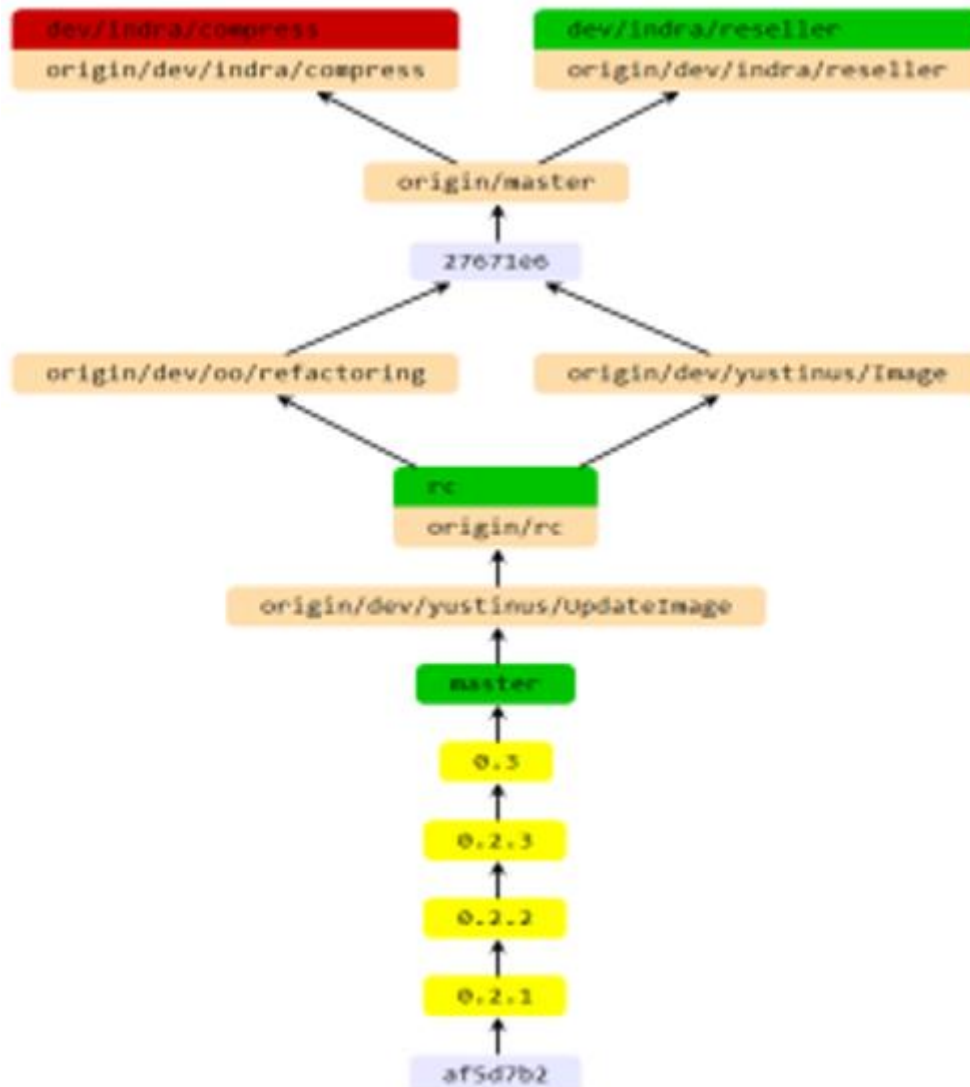 dev/indra/compress
dev/indra/reseller
origin/dev/indra/compress
origin/dev/indra/reseller
origin/master
27671e6
origin/dev/oo/refactoring
origin/dev/yustinus/Image
rc
origin/rc
origin/dev/yustinus/UpdateImage
master
0.3
0.2.3
0.2.2
0.2.1
af5d7b2